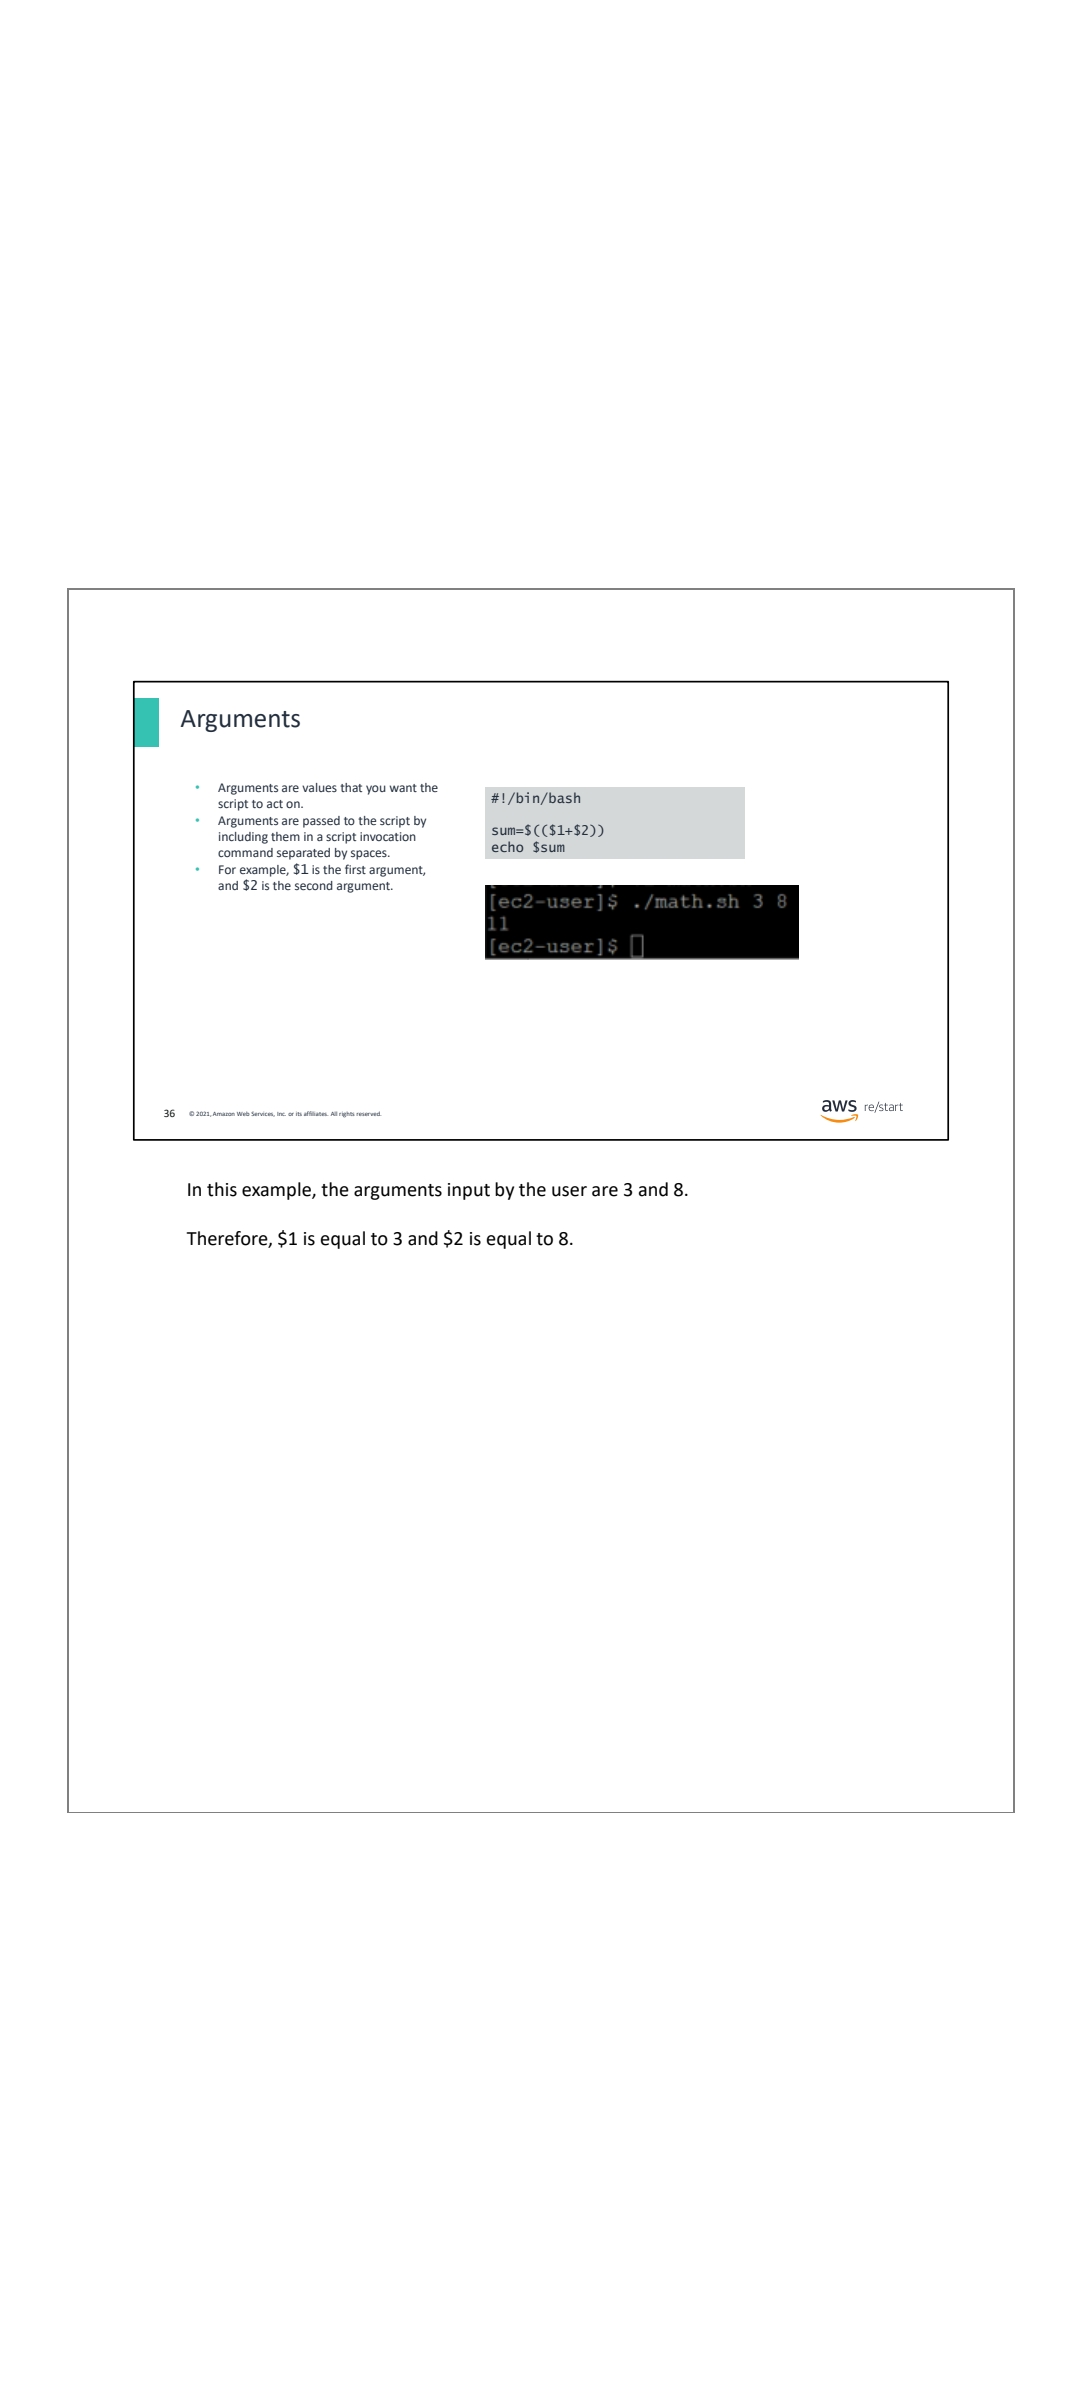 Arguments
• Arguments are values that you want the
script to act on.
• Arguments are passed to the script by
including them in a script invocation
command separated by spaces.
• For example, $1 is the first argument,
and $2 is the second argument.
#!/bin/bash
sum=$(($1+$2))
echo $sum
[ec2-user]$ ./math.sh 3 8
11
[ec2-user]$
36 © 2021, Amazon Web Services, Inc. or its affiliates. All rights reserved.
aws re/start
In this example, the arguments input by the user are 3 and 8.
Therefore, $1 is equal to 3 and $2 is equal to 8.